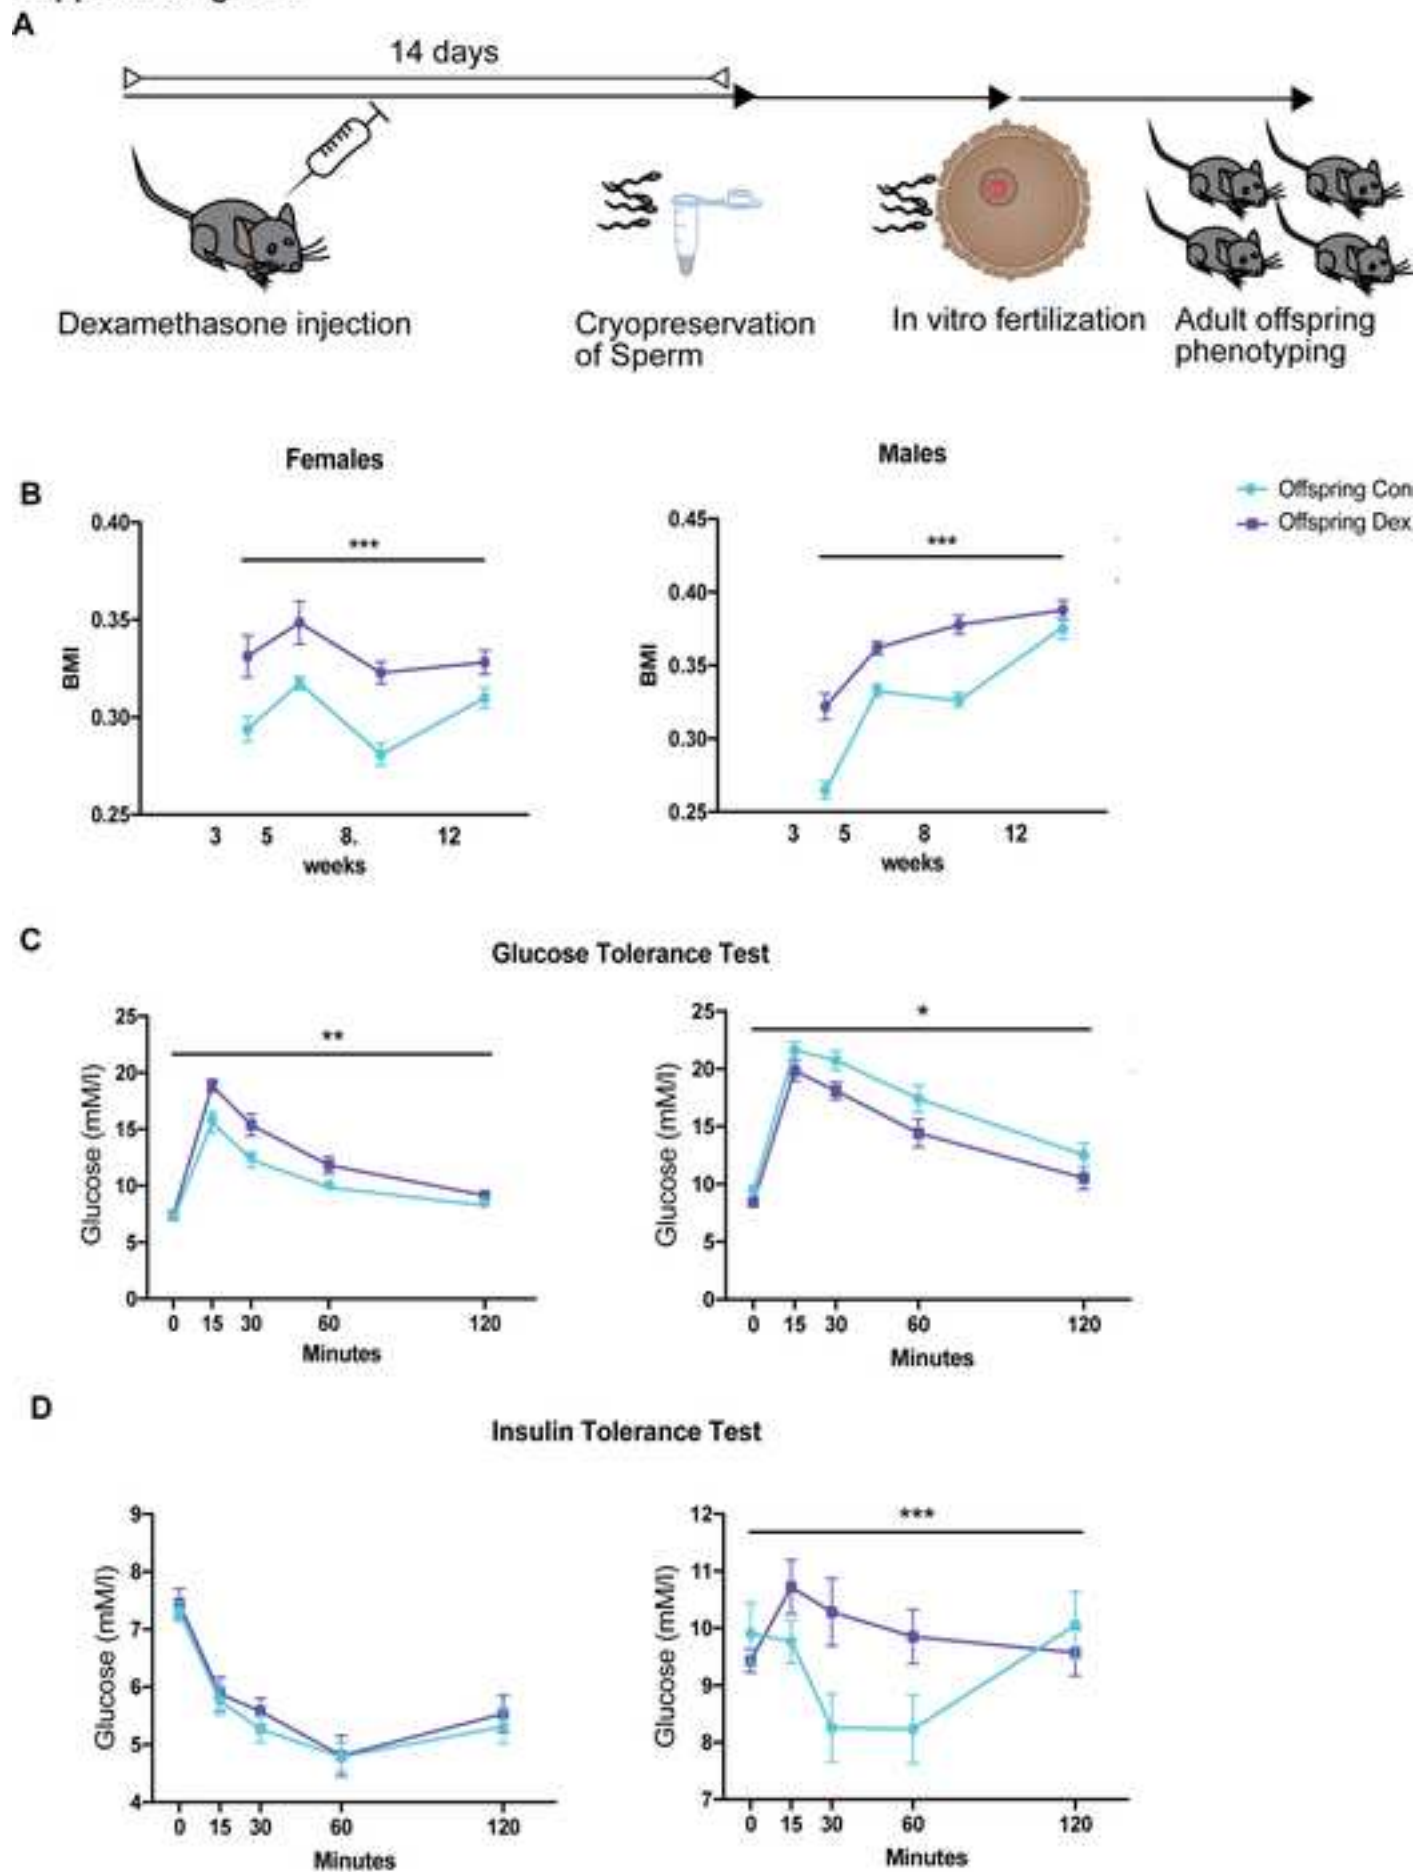 A
14 days
Dexamethasone injection
Cryopreservation
of Sperm
In vitro fertilization
Adult offspring
phenotyping
B
Females
Males
Offspring Con
Offspring Dex
0.40
0.35
0.30
0.25
BMI
***
3 5 8, 12
weeks
0.45
0.40
0.35
0.30
0.25
BMI
***
3 5 8 12
weeks
C
Glucose Tolerance Test
25
20
15
10
5
0
Glucose (mM/l)
**
0 15 30 60 120
Minutes
25
20
15
10
5
0
Glucose (mM/l)
*
0 15 30 60 120
Minutes
D
Insulin Tolerance Test
9
8
7
6
5
4
Glucose (mM/l)
0 15 30 60 120
Minutes
12
11
10
9
8
7
Glucose (mM/l)
***
0 15 30 60 120
Minutes